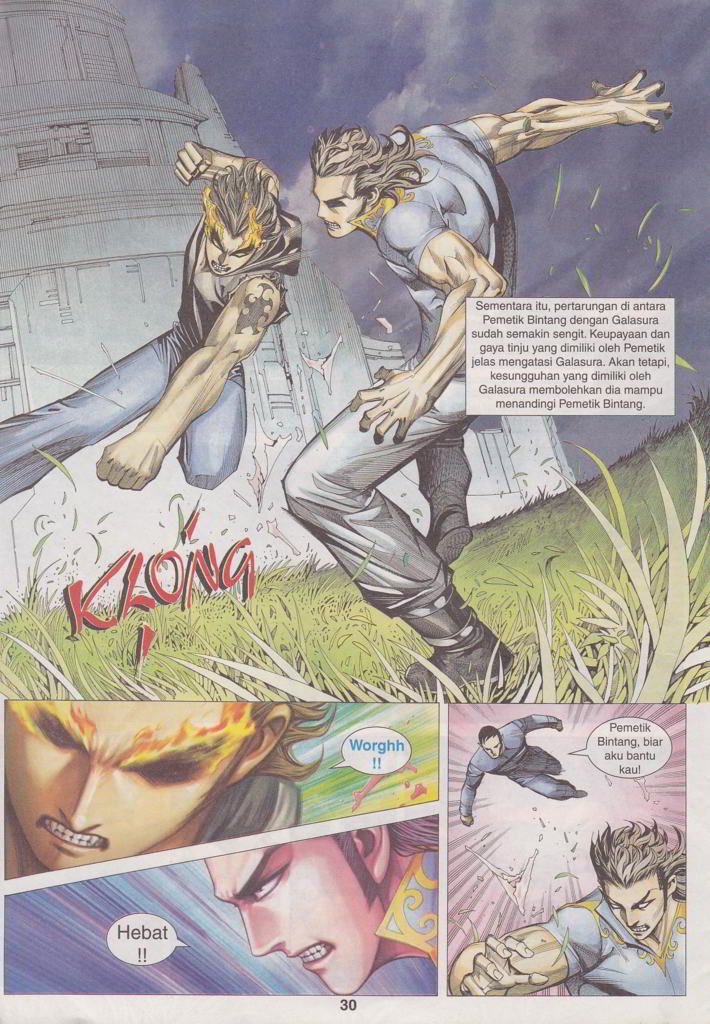 Sementara itu, pertarungan di antara
Pemetik Bintang dengan Galasura
sudah semakin sengit. Keupayaan dan
gaya tinju yang dimiliki oleh Pemetik
jelas mengatasi Galasura. Akan tetapi,
kesungguhan yang dimiliki oleh
Galasura membolehkan dia mampu
menandingi Pemetik Bintang.
KLONG
!
Worghh
!!
Hebat
!!
Pemetik
Bintang, biar
aku bantu
kau!
30